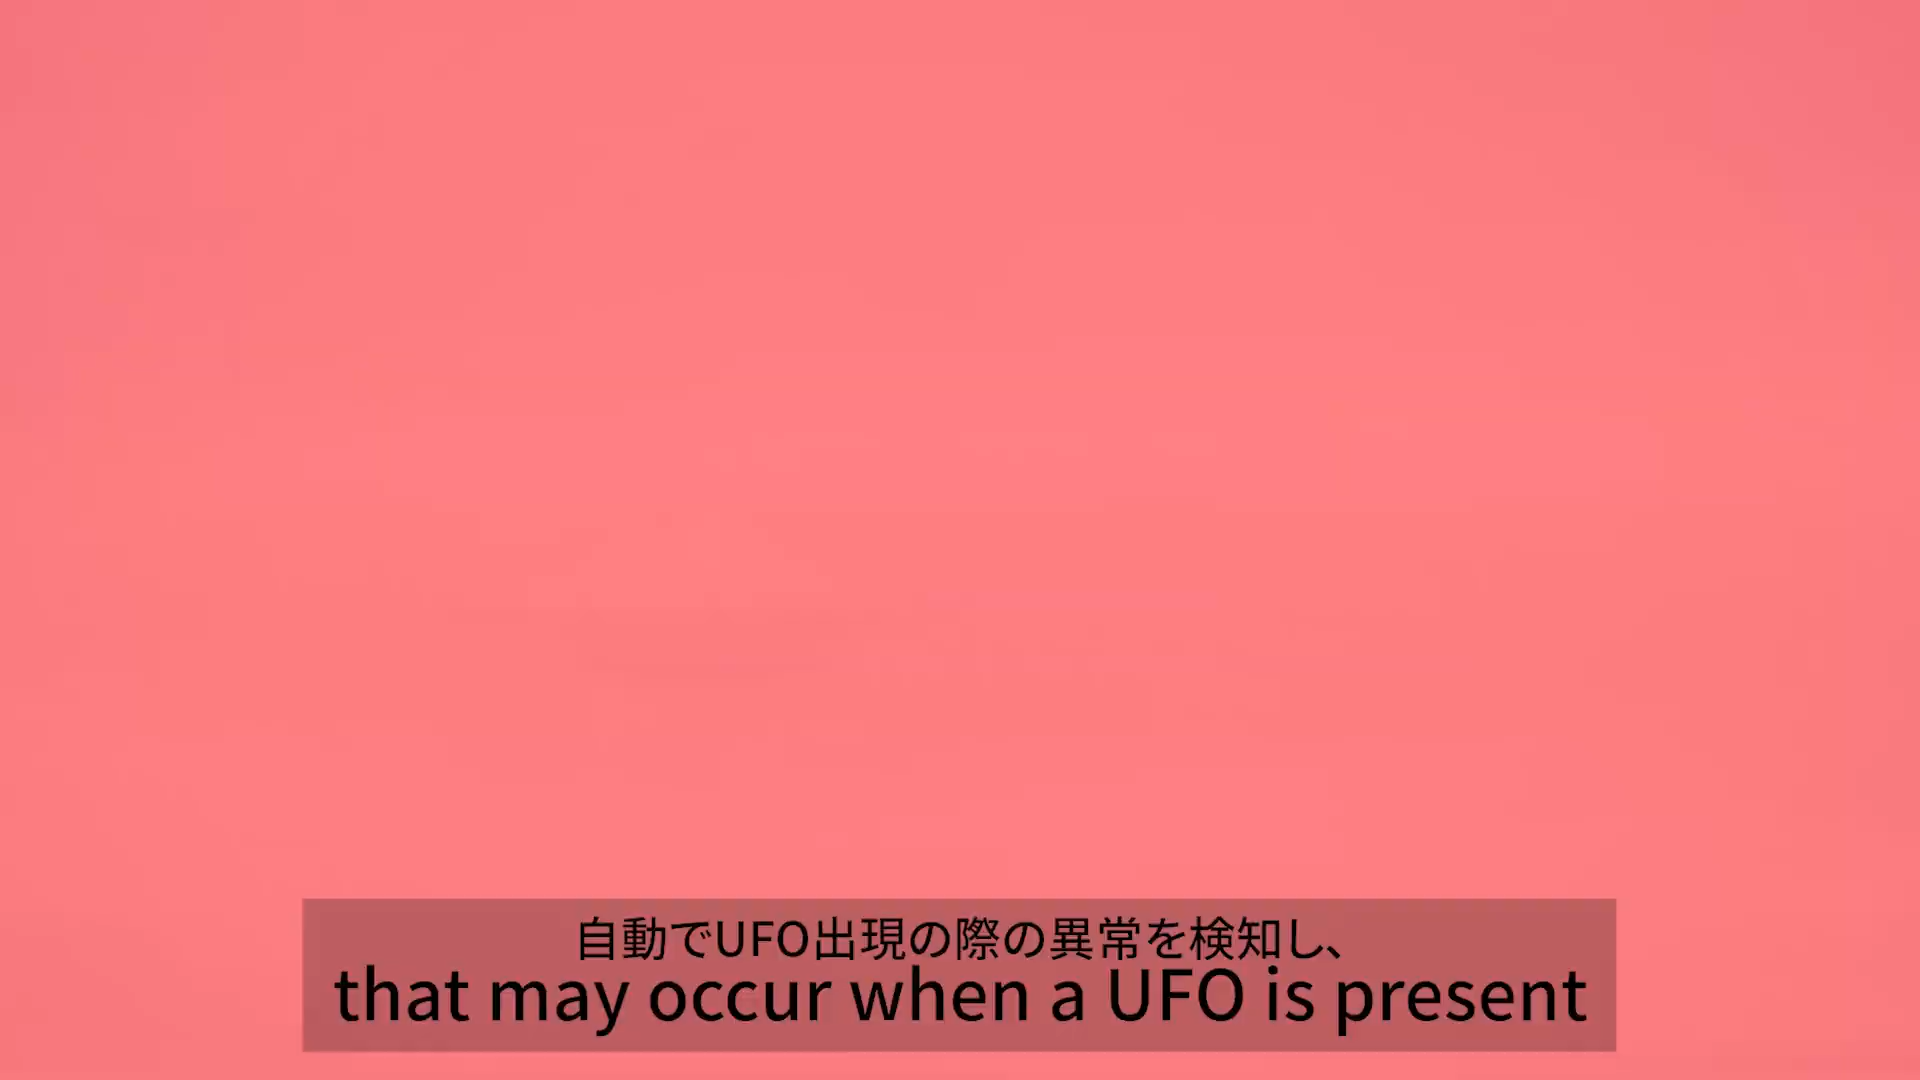 自動でUFO出現の際の異常を検知し、
that may occur when a UFO is present